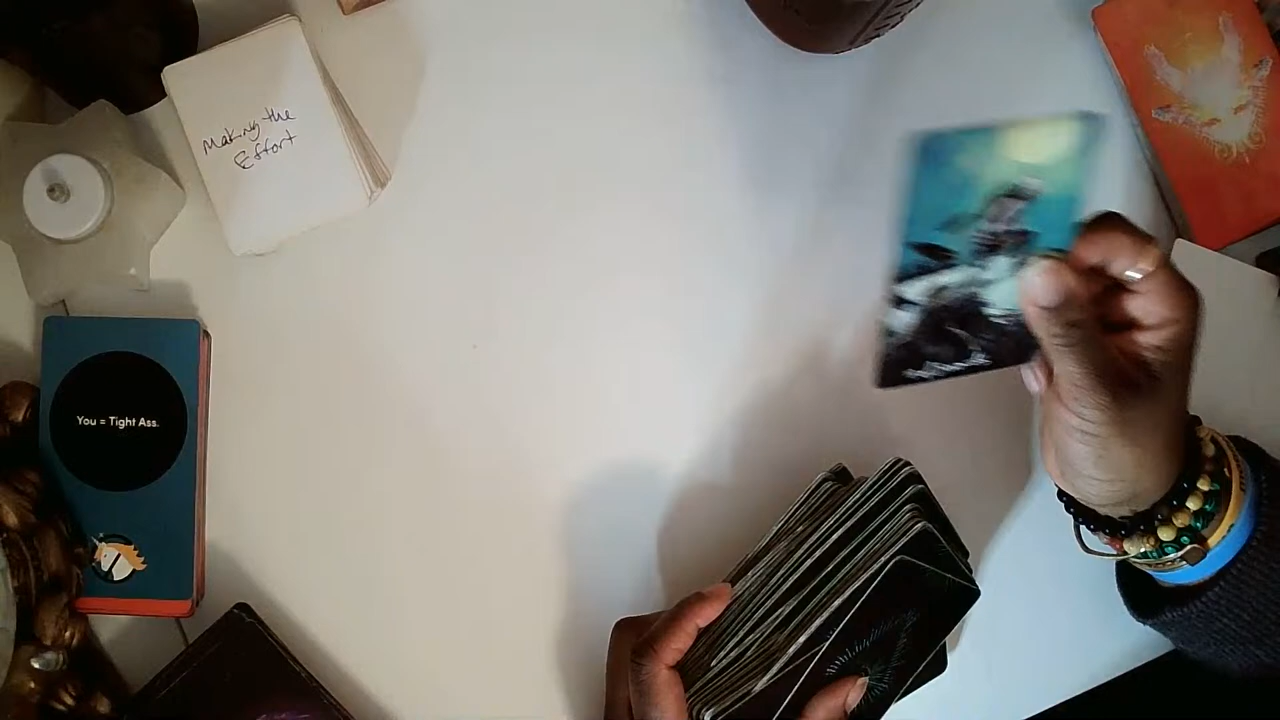 Making the
Effort
You = Tight Ass.